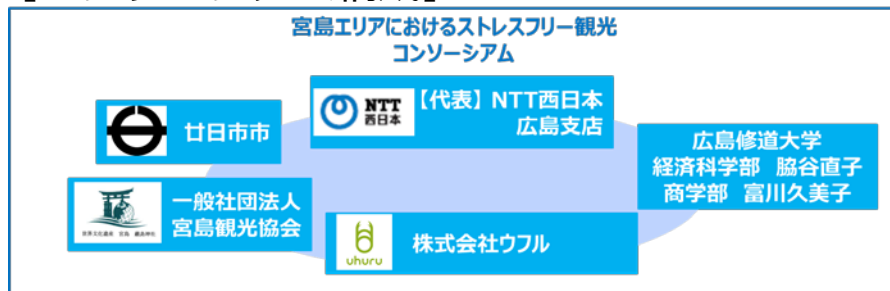 宮島エリアにおけるストレスフリー観光
コンソーシアム
NTT
西日本
【代表】NTT西日本
広島支店
廿日市市
広島修道大学
経済科学部 脇谷直子
商学部 富川久美子
一般社団法人
宮島観光協会
uhuru
株式会社ウフル